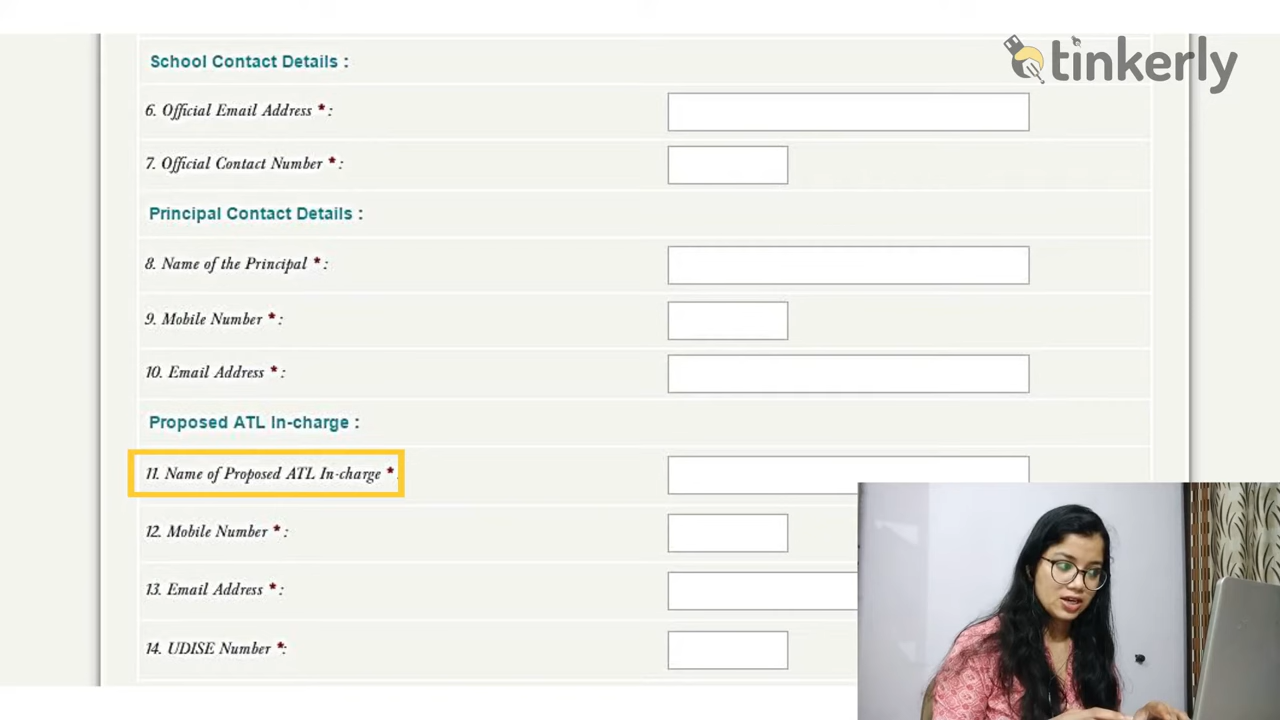 tinkerly
School Contact Details :
6. Official Email Address * :
7. Official Contact Number * :
Principal Contact Details :
8. Name of the Principal * :
9. Mobile Number * :
10. Email Address * :
Proposed ATL In-charge :
11. Name of Proposed ATL In-charge *
12. Mobile Number * :
13. Email Address * :
14. UDISE Number *: